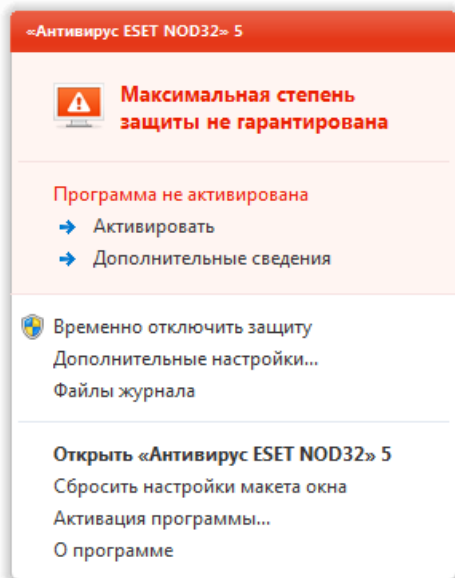 «Антивирус ESET NOD32» 5
Максимальная степень
защиты не гарантирована
Программа не активирована
Активировать
Дополнительные сведения
Временно отключить защиту
Дополнительные настройки...
Файлы журнала
Открыть «Антивирус ESET NOD32» 5
Сбросить настройки макета окна
Активация программы...
О программе